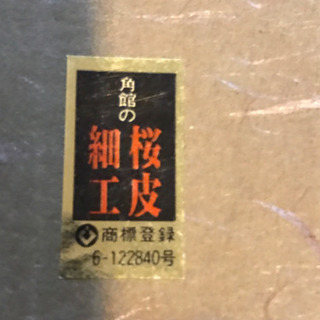 角館の
桜皮
細工
商標登録
6-122840号